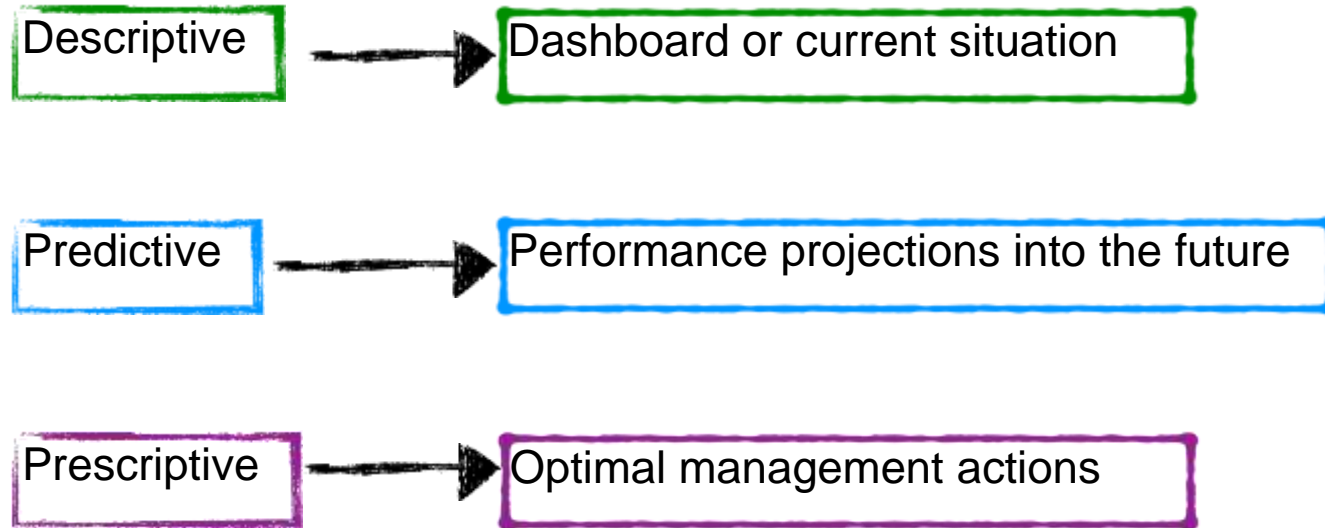 Descriptive
Dashboard or current situation
Predictive
Performance projections into the future
Prescriptive
Optimal management actions